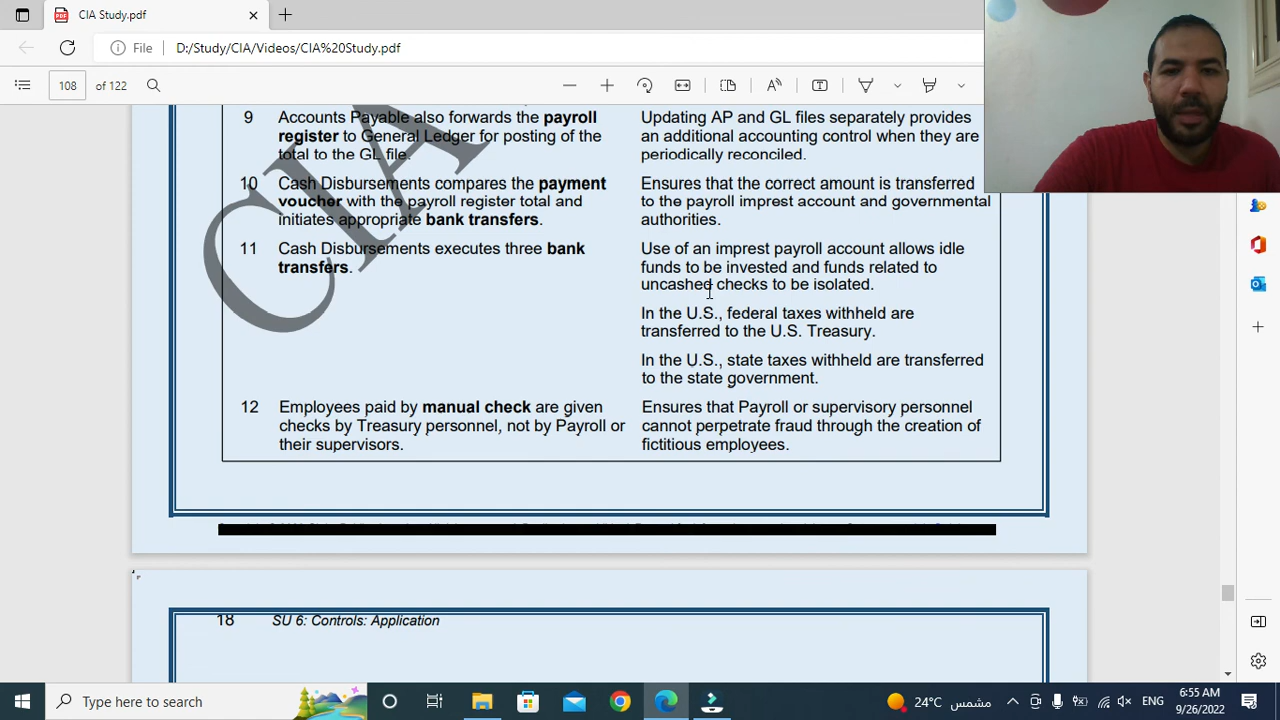 CIA Study.pdf
File
D:/Study/CIA/Videos/CIA%20Study.pdf
108 of 122
9 Accounts Payable also forwards the payroll
register to General Ledger for posting of the
total to the GL file.
Updating AP and GL files separately provides
an additional accounting control when they are
periodically reconciled.
10 Cash Disbursements compares the payment
voucher with the payroll register total and
initiates appropriate bank transfers.
Ensures that the correct amount is transferred
to the payroll imprest account and governmental
authorities.
11 Cash Disbursements executes three bank
transfers.
Use of an imprest payroll account allows idle
funds to be invested and funds related to
uncashed checks to be isolated.
In the U.S., federal taxes withheld are
transferred to the U.S. Treasury.
In the U.S., state taxes withheld are transferred
to the state government.
12 Employees paid by manual check are given
checks by Treasury personnel, not by Payroll or
their supervisors.
Ensures that Payroll or supervisory personnel
cannot perpetrate fraud through the creation of
fictitious employees.
CIA
18 SU 6: Controls: Application
Type here to search
24°C مشمس
ENG
6:55 AM
9/26/2022